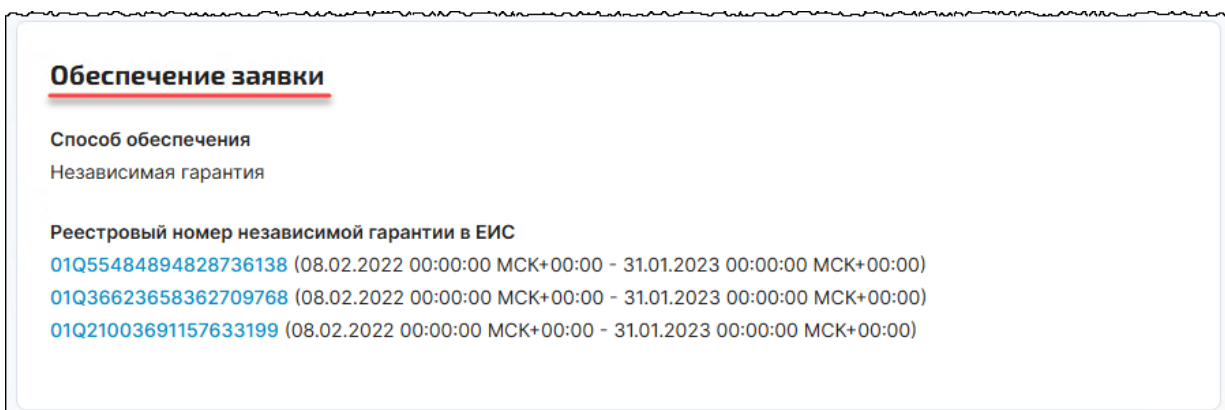 Обеспечение заявки
Способ обеспечения
Независимая гарантия
Реестровый номер независимой гарантии в ЕИС
01Q55484894828736138 (08.02.2022 00:00:00 МСК+00:00 - 31.01.2023 00:00:00 МСК+00:00)
01Q36623658362709768 (08.02.2022 00:00:00 МСК+00:00 - 31.01.2023 00:00:00 МСК+00:00)
01Q21003691157633199 (08.02.2022 00:00:00 МСК+00:00 - 31.01.2023 00:00:00 МСК+00:00)